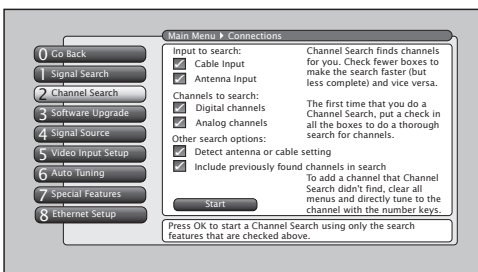 Main Menu ▶ Connections
0 Go Back
1 Signal Search
2 Channel Search
3 Software Upgrade
4 Signal Source
5 Video Input Setup
6 Auto Tuning
7 Special Features
8 Ethernet Setup
Input to search:
Cable Input
Antenna Input
Channels to search:
Digital channels
Analog channels
Other search options:
Detect antenna or cable
setting
Include previously found channels in search
Start
Channel Search finds channels
for you. Check fewer boxes to
make the search faster (but
less complete) and vice versa.
The first time that you do a
Channel Search, put a check in
all the boxes to do a thorough
search for channels.
To add a channel that Channel
Search didn't find, clear all
menus and directly tune to the
channel with the number keys.
Press OK to start a Channel Search using only the search
features that are checked above.